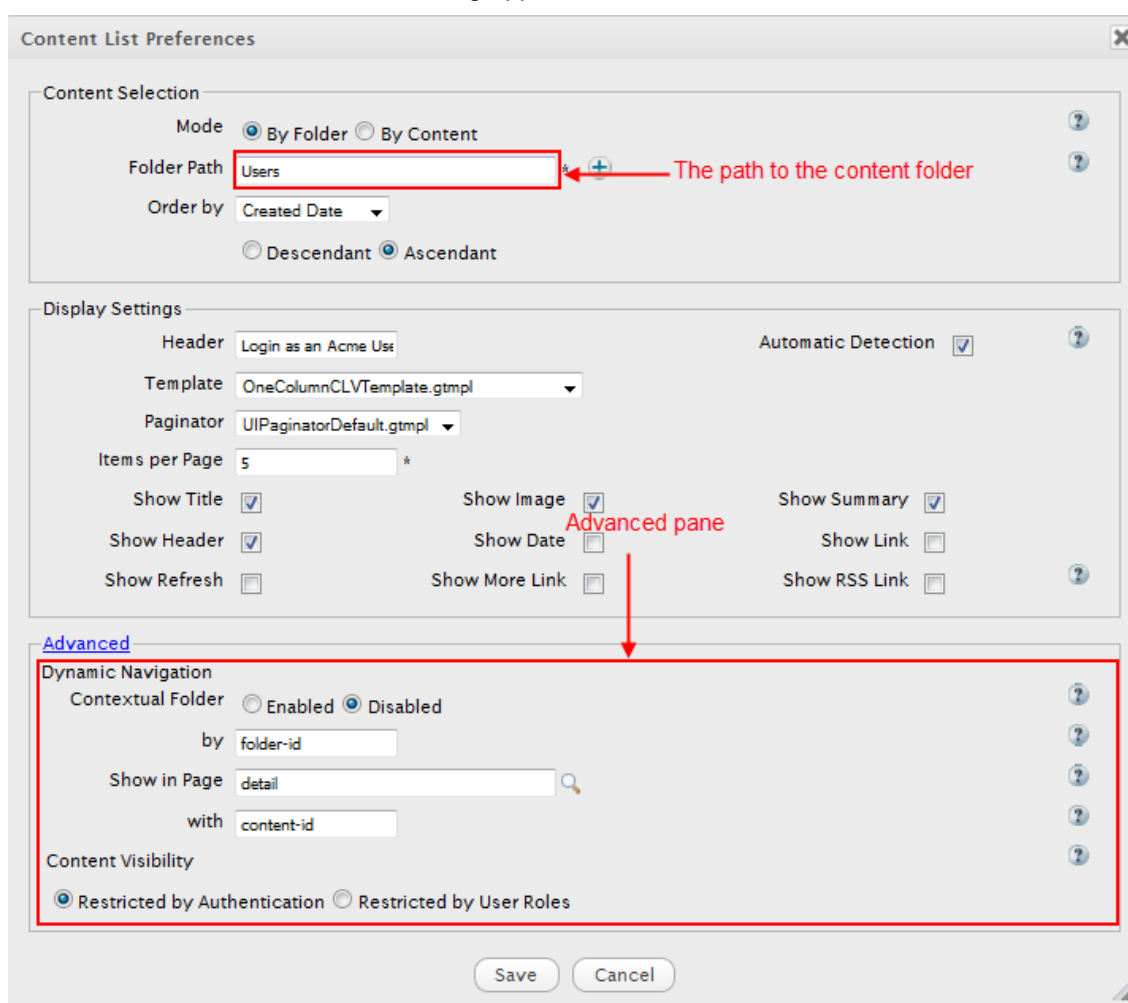 Content List Preferences
Content Selection
Mode By Folder By Content
Folder Path Users * The path to the content folder
Order by Created Date
Descendant Ascendant
Display Settings
Header Login as an Acme Use Automatic Detection
Template OneColumnCLVTemplate.gtmpl
Paginator UIPaginatorDefault.gtmpl
Items per Page 5 *
Show Title Show Image Show Summary
Advanced pane
Show Header Show Date Show Link
Show Refresh Show More Link Show RSS Link
Advanced
Dynamic Navigation
Contextual Folder Enabled Disabled
by folder-id
Show in Page detail
with content-id
Content Visibility
Restricted by Authentication Restricted by User Roles
Save Cancel